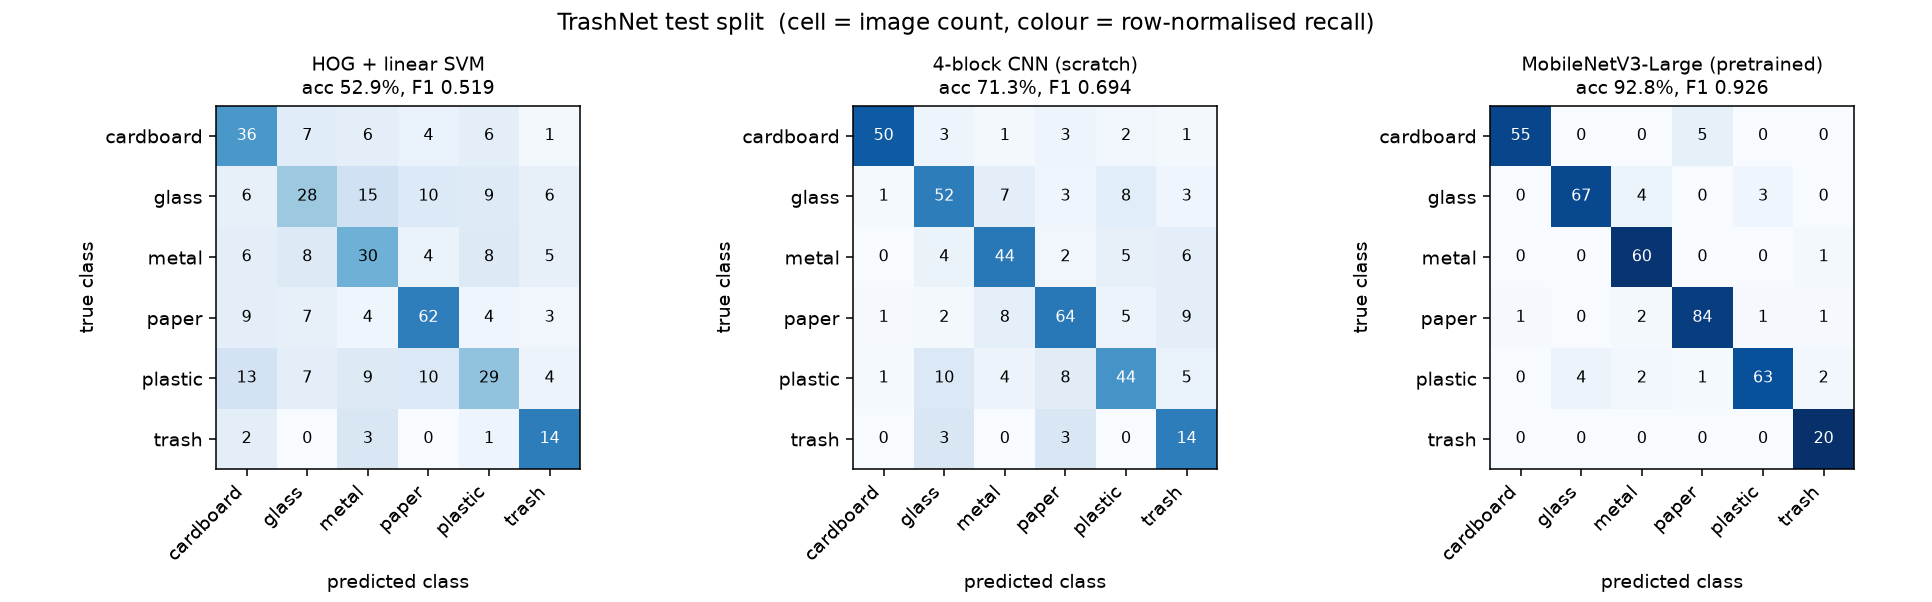 TrashNet test split (cell = image count, colour = row-normalised recall)
HOG + linear SVM
acc 52.9%, F1 0.519
true class
cardboard 36 7 6 4 6 1
glass 6 28 15 10 9 6
metal 6 8 30 4 8 5
paper 9 7 4 62 4 3
plastic 13 7 9 10 29 4
trash 2 0 3 0 1 14
cardboard glass metal paper plastic trash
predicted class
4-block CNN (scratch)
acc 71.3%, F1 0.694
true class
cardboard 50 3 1 3 2 1
glass 1 52 7 3 8 3
metal 0 4 44 2 5 6
paper 1 2 8 64 5 9
plastic 1 10 4 8 44 5
trash 0 3 0 3 0 14
cardboard glass metal paper plastic trash
predicted class
MobileNetV3-Large (pretrained)
acc 92.8%, F1 0.926
true class
cardboard 55 0 0 5 0 0
glass 0 67 4 0 3 0
metal 0 0 60 0 0 1
paper 1 0 2 84 1 1
plastic 0 4 2 1 63 2
trash 0 0 0 0 0 20
cardboard glass metal paper plastic trash
predicted class